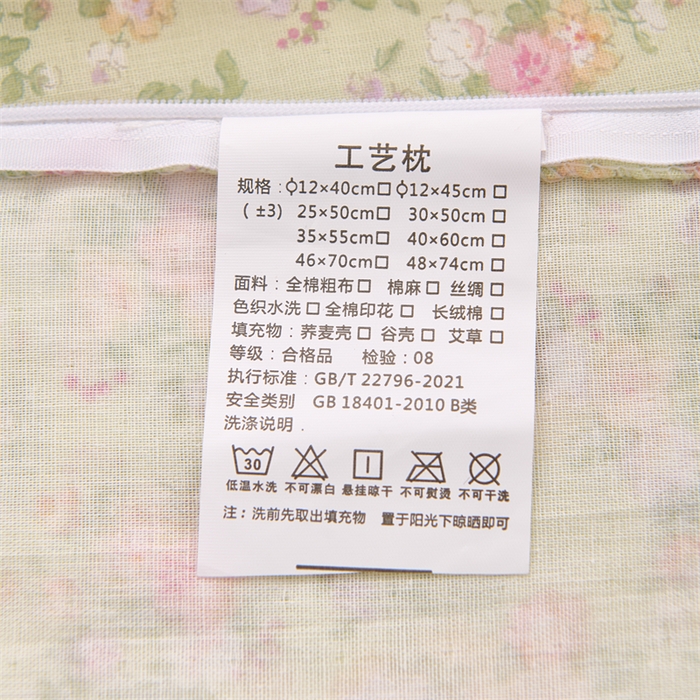 工艺枕
规格：ϕ12×40cm□ ϕ12×45cm □
( ±3) 25×50cm□ 30×50cm □
35×55cm□ 40×60cm □
46×70cm□ 48×74cm □
面料：全棉粗布□ 棉麻□ 丝绸□
色织水洗□ 全棉印花□ 长绒棉□
填充物：荞麦壳□ 谷壳□ 艾草□
等级：合格品 检验：08
执行标准：GB/T 22796-2021
安全类别 GB 18401-2010 B类
洗涤说明 .
30
低温水洗 不可漂白 悬挂晾干 不可熨烫 不可干洗
注：洗前先取出填充物 置于阳光下晾晒即可